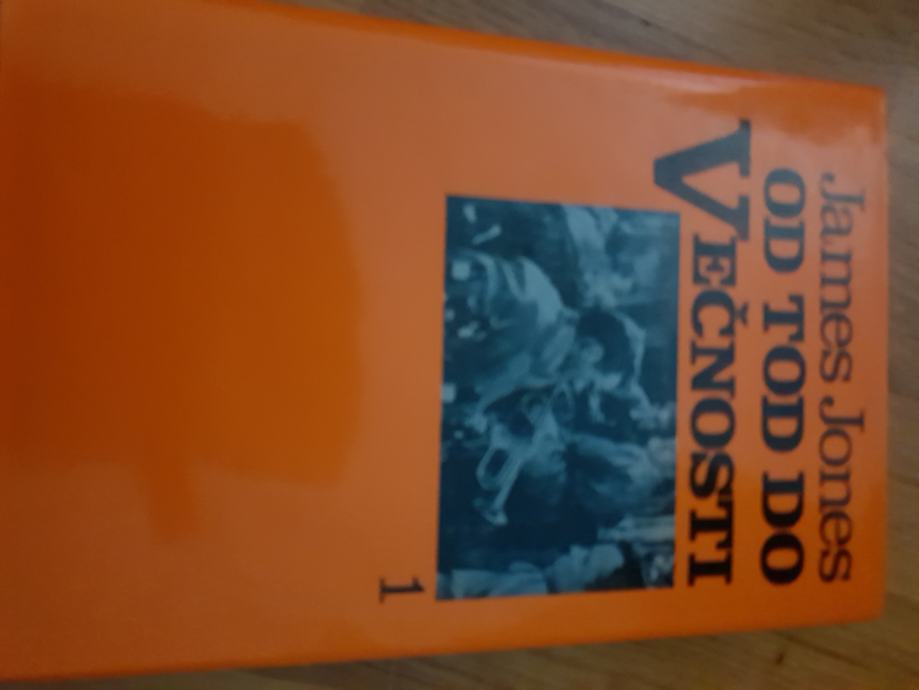 James Jones
OD TOD DO
VEČNOSTI
1